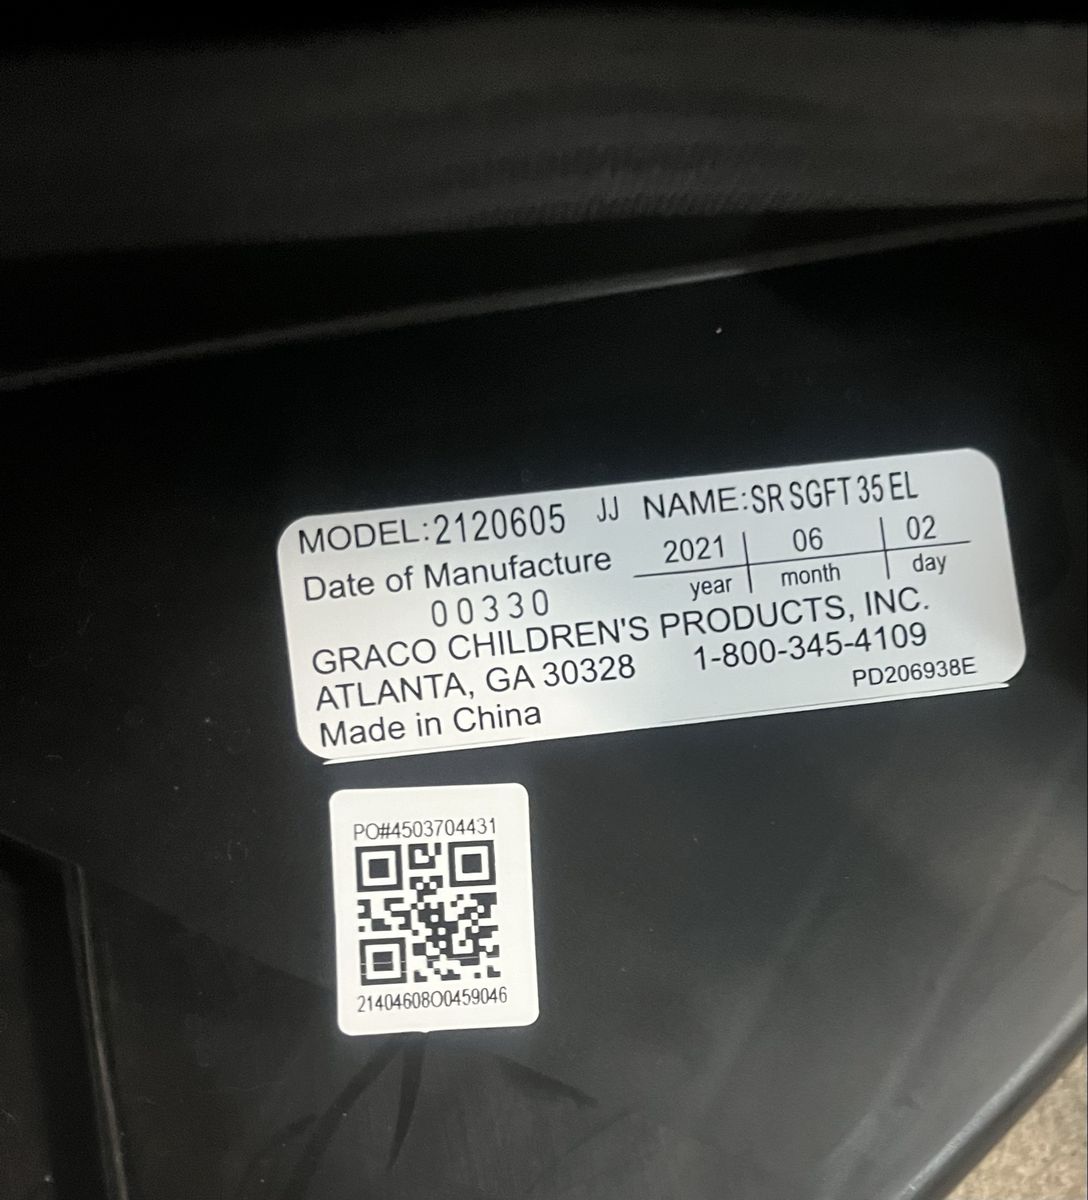 MODEL:2120605 JJ NAME:SR SGFT 35 EL
Date of Manufacture 2021 06 02
year month day
00330
GRACO CHILDREN'S PRODUCTS, INC.
ATLANTA, GA 30328 1-800-345-4109
Made in China PD206938E
PO#4503704431
2140460800459046